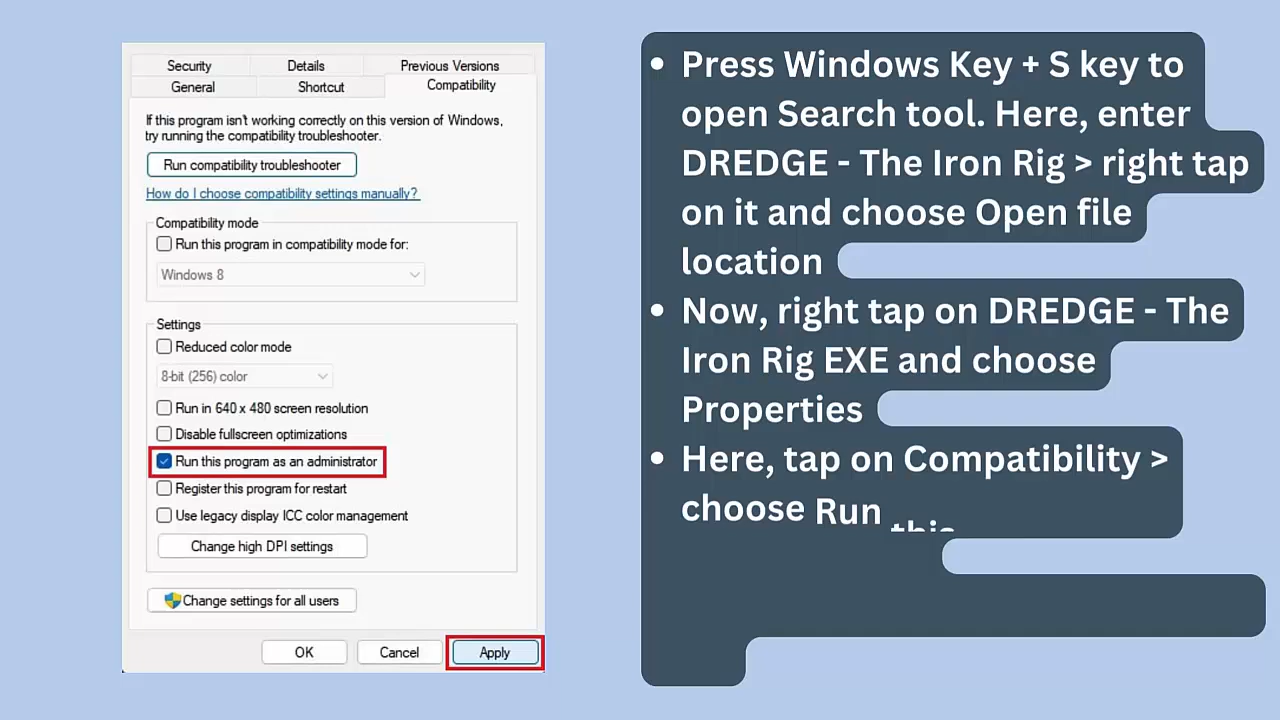 Security Details Previous Versions
General Shortcut Compatibility
If this program isn't working correctly on this version of Windows,
try running the compatibility troubleshooter.
Run compatibility troubleshooter
How do I choose compatibility settings manually?
Compatibility mode
Run this program in compatibility mode for:
Windows 8
Settings
Reduced color mode
8-bit (256) color
Run in 640 x 480 screen resolution
Disable fullscreen optimizations
Run this program as an administrator
Register this program for restart
Use legacy display ICC color management
Change high DPI settings
Change settings for all users
OK Cancel Apply
• Press Windows Key + S key to
open Search tool. Here, enter
DREDGE - The Iron Rig > right tap
on it and choose Open file
location
• Now, right tap on DREDGE - The
Iron Rig EXE and choose
Properties
• Here, tap on Compatibility >
choose Run this